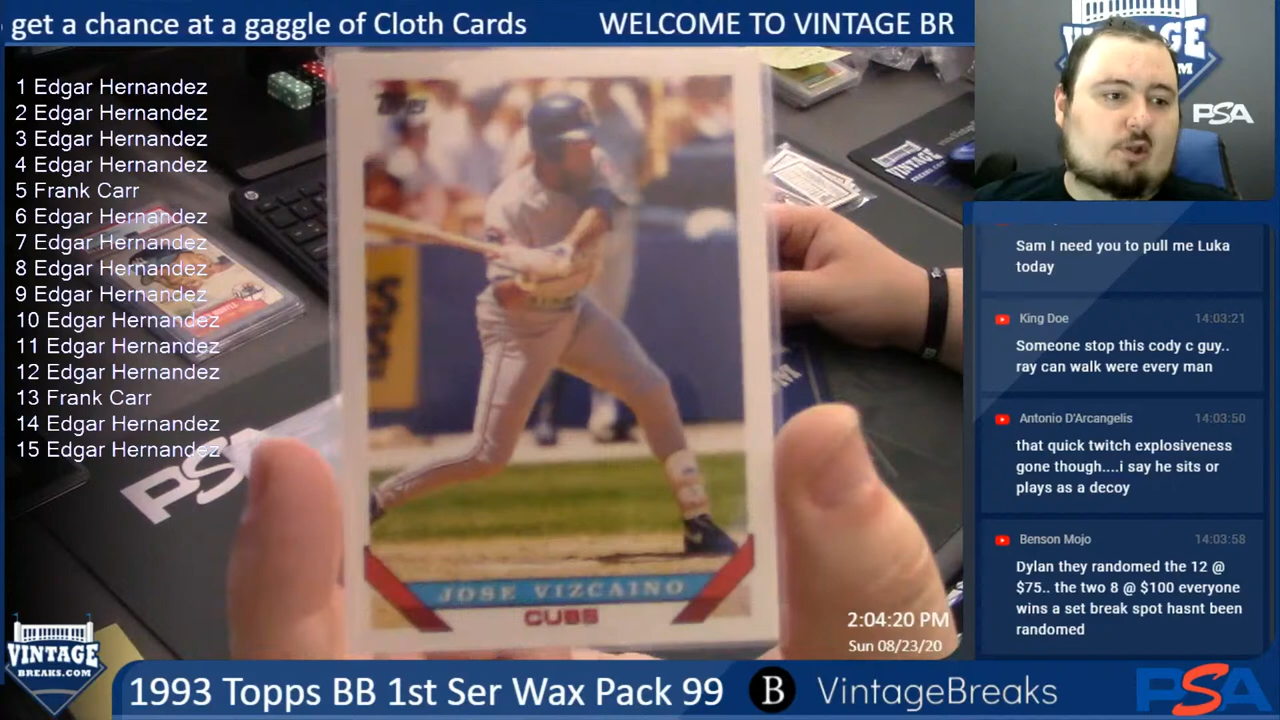 get a chance at a gaggle of Cloth Cards
WELCOME TO VINTAGE BR
1 Edgar Hernandez
2 Edgar Hernandez
3 Edgar Hernandez
4 Edgar Hernandez
5 Frank Carr
6 Edgar Hernandez
7 Edgar Hernandez
8 Edgar Hernandez
9 Edgar Hernandez
10 Edgar Hernandez
11 Edgar Hernandez
12 Edgar Hernandez
13 Frank Carr
14 Edgar Hernandez
15 Edgar Hernandez
Topps
JOSE VIZCAINO
CUBS
PSA
VINTAGE
PSA
Sam I need you to pull me Luka
today
King Doe 14:03:21
Someone stop this cody c guy..
ray can walk were every man
Antonio D'Arcangelis 14:03:50
that quick twitch explosiveness
gone though....i say he sits or
plays as a decoy
Benson Mojo 14:03:58
Dylan they randomed the 12 @
$75.. the two 8 @ $100 everyone
wins a set break spot hasnt been
randomed
2:04:20 PM
Sun 08/23/20
VINTAGE
BREAKS.COM
1993 Topps BB 1st Ser Wax Pack 99
B VintageBreaks
PSA